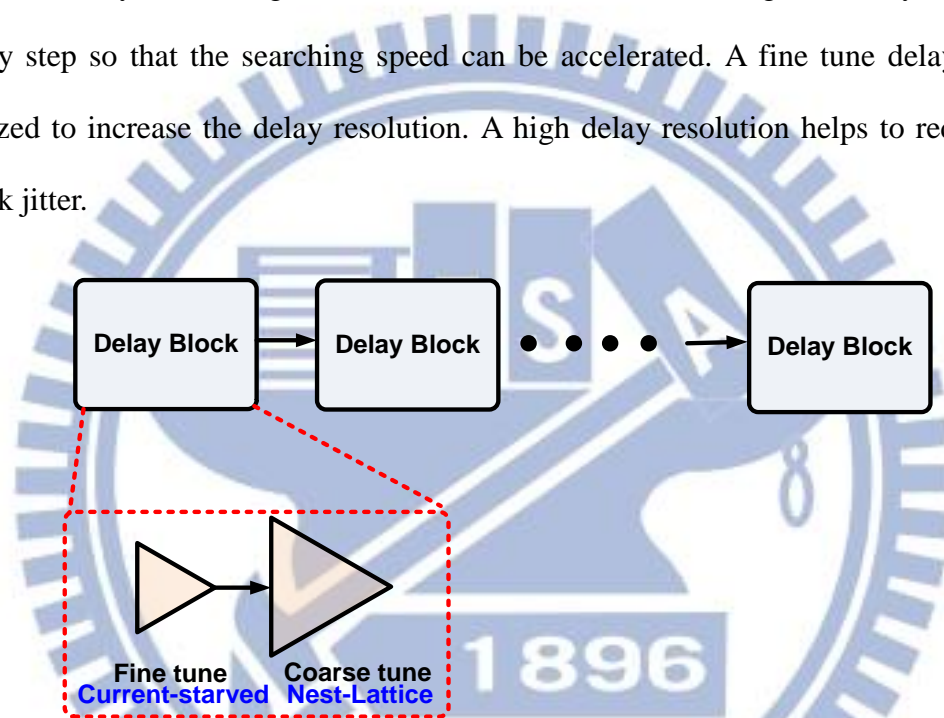 y step so that the searching speed can be accelerated. A fine tune delay
zed to increase the delay resolution. A high delay resolution helps to
k jitter.
Delay Block
Delay Block
Delay Block
Fine tune
Current-starved
Coarse tune
Nest-Lattice
S
A
8
1896